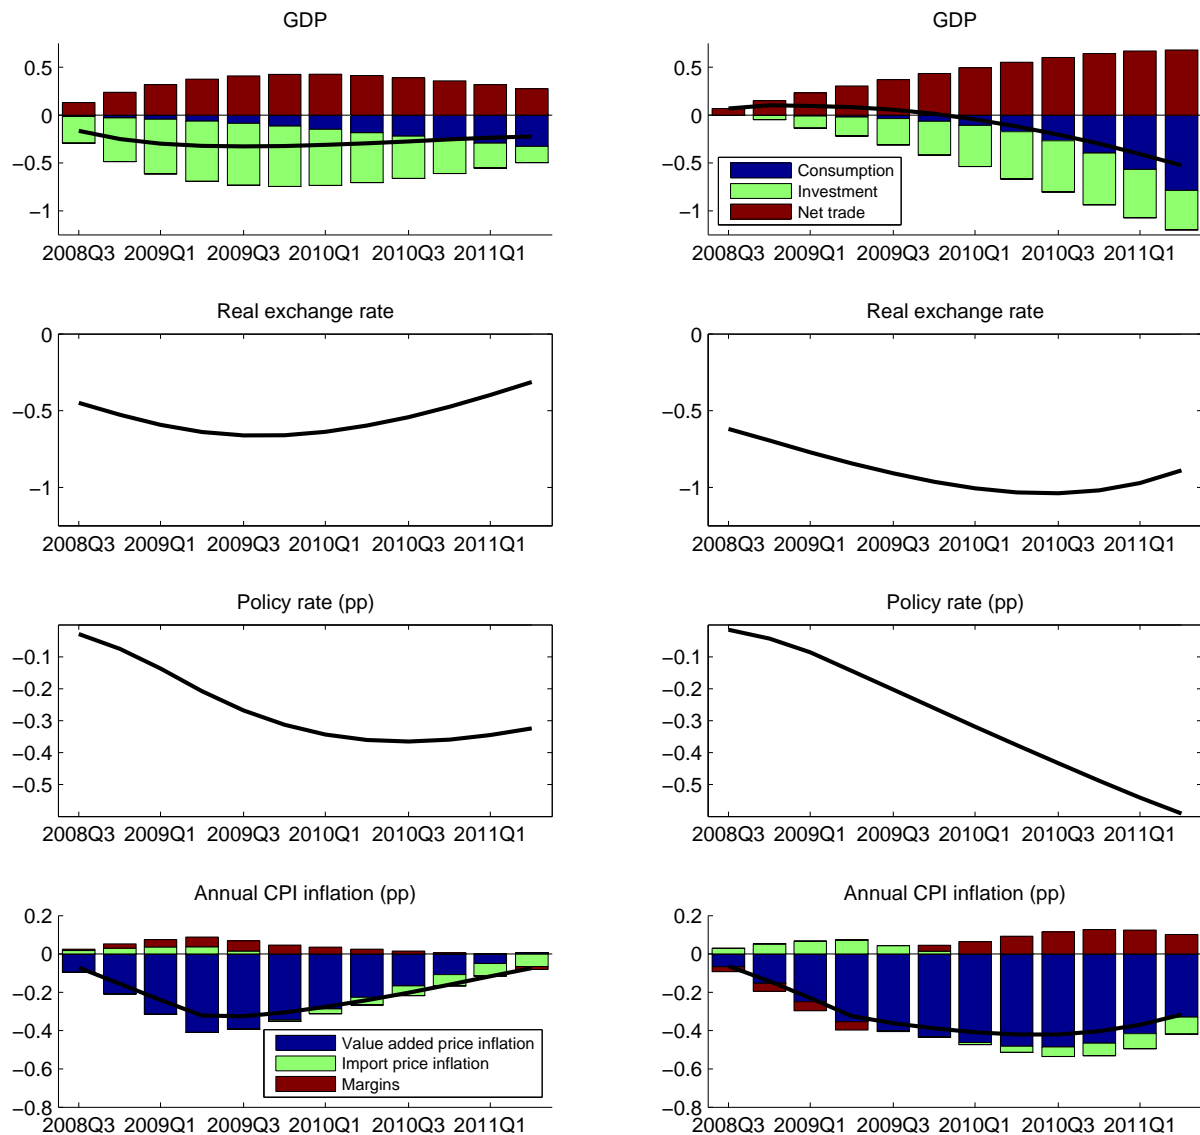 GDP
0.5
0
−0.5
−1
2008Q3 2009Q1 2009Q3 2010Q1 2010Q3 2011Q1
GDP
0.5
0
−0.5
−1
Consumption
Investment
Net trade
2008Q3 2009Q1 2009Q3 2010Q1 2010Q3 2011Q1
Real exchange rate
0
−0.5
−1
2008Q3 2009Q1 2009Q3 2010Q1 2010Q3 2011Q1
Real exchange rate
0
−0.5
−1
2008Q3 2009Q1 2009Q3 2010Q1 2010Q3 2011Q1
Policy rate (pp)
−0.1
−0.2
−0.3
−0.4
−0.5
2008Q3 2009Q1 2009Q3 2010Q1 2010Q3 2011Q1
Policy rate (pp)
−0.1
−0.2
−0.3
−0.4
−0.5
2008Q3 2009Q1 2009Q3 2010Q1 2010Q3 2011Q1
Annual CPI inflation (pp)
0.2
0
−0.2
−0.4
−0.6
−0.8
Value added price inflation
Import price inflation
Margins
2008Q3 2009Q1 2009Q3 2010Q1 2010Q3 2011Q1
Annual CPI inflation (pp)
0.2
0
−0.2
−0.4
−0.6
−0.8
2008Q3 2009Q1 2009Q3 2010Q1 2010Q3 2011Q1